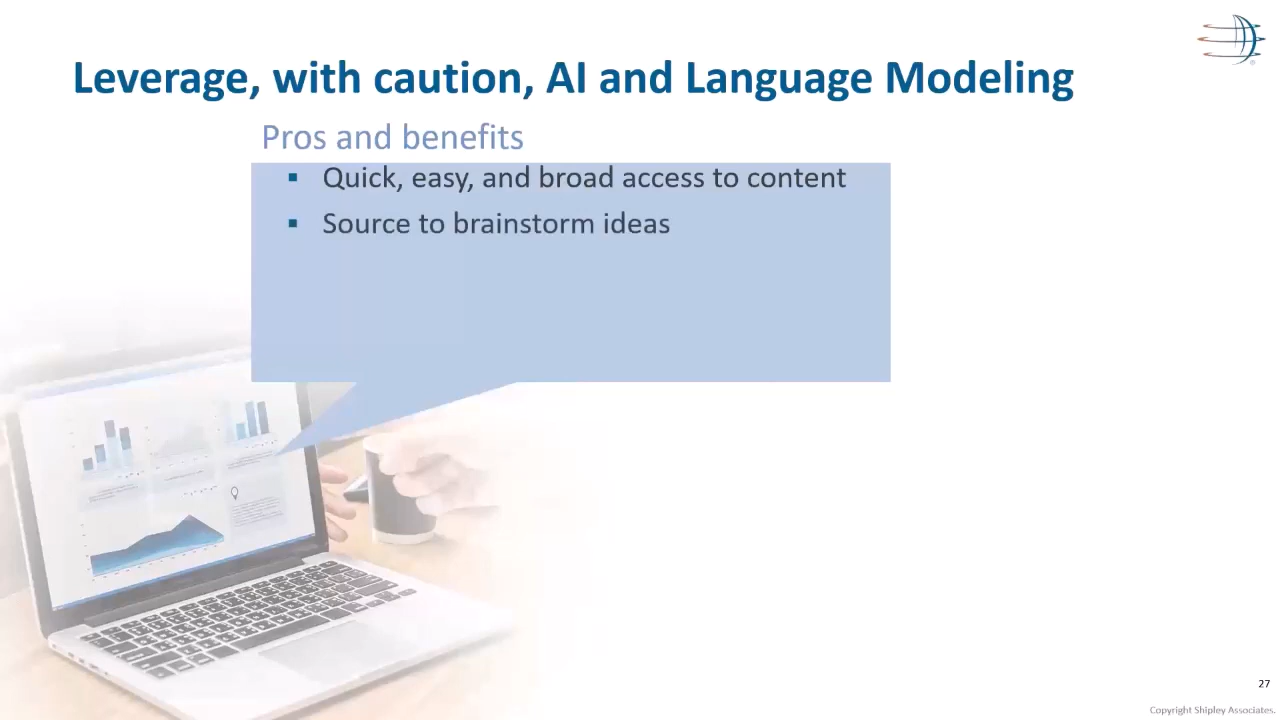 Leverage, with caution, AI and Language Modeling
Pros and benefits
▪ Quick, easy, and broad access to content
▪ Source to brainstorm ideas
27
Copyright Shipley Associates.